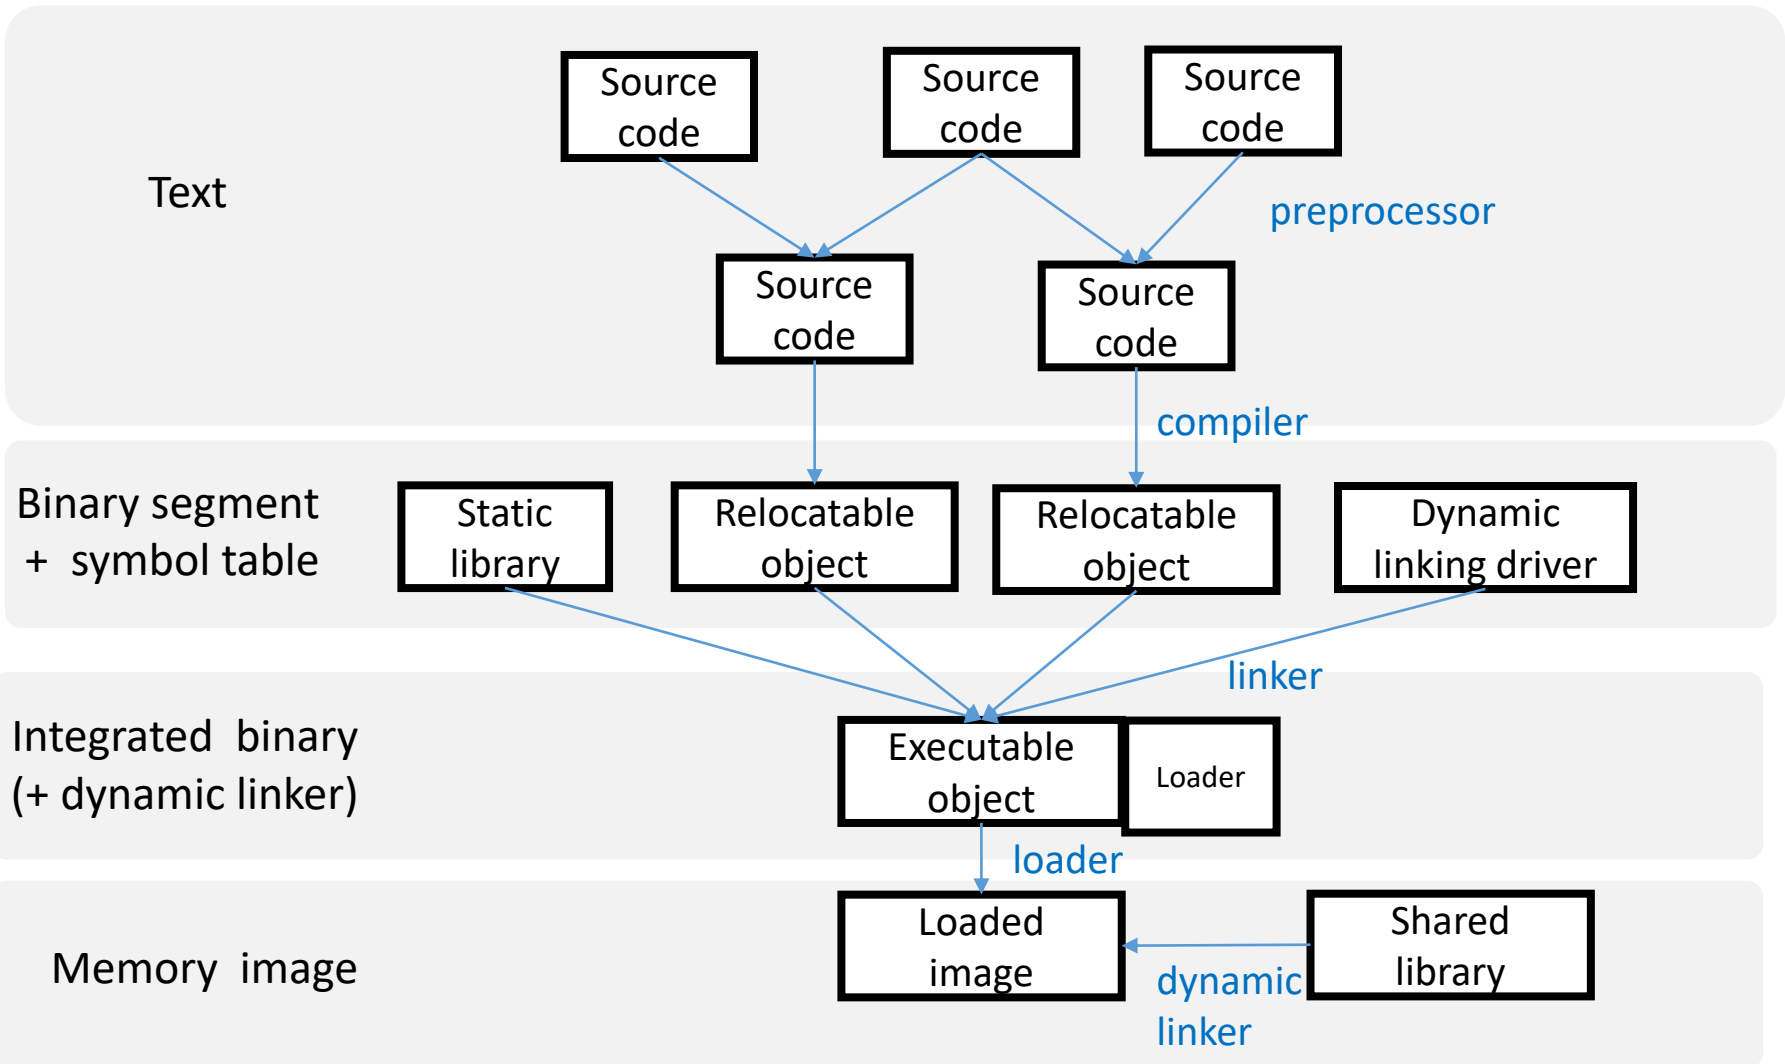 Source
code
Source
code
Source
code
Text
preprocessor
Source
code
Source
code
compiler
Binary segment
+ symbol table
Static
library
Relocatable
object
Relocatable
object
Dynamic
linking driver
linker
Integrated binary
(+ dynamic linker)
Executable
object
Loader
loader
Memory image
Loaded
image
Shared
library
dynamic
linker